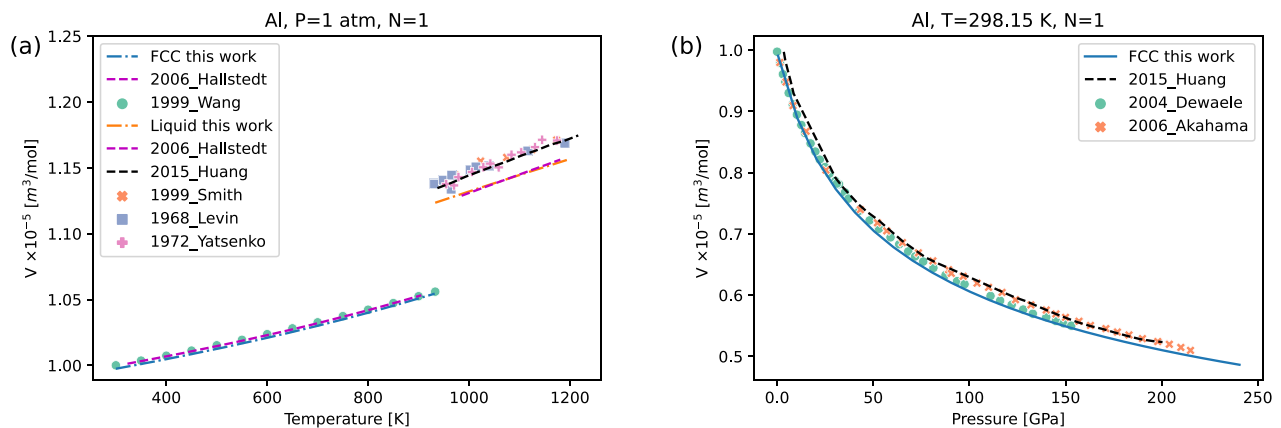 (a)
Al, P=1 atm, N=1
V ×10⁻⁵ [m³/mol]
1.25
1.20
1.15
1.10
1.05
1.00
FCC this work
2006_Hallstedt
1999_Wang
Liquid this work
2006_Hallstedt
2015_Huang
1999_Smith
1968_Levin
1972_Yatsenko
400
600
800
1000
1200
Temperature [K]
(b)
Al, T=298.15 K, N=1
V ×10⁻⁵ [m³/mol]
1.0
0.9
0.8
0.7
0.6
0.5
FCC this work
2015_Huang
2004_Dewaele
2006_Akahama
0.0
50
100
150
200
250
Pressure [GPa]